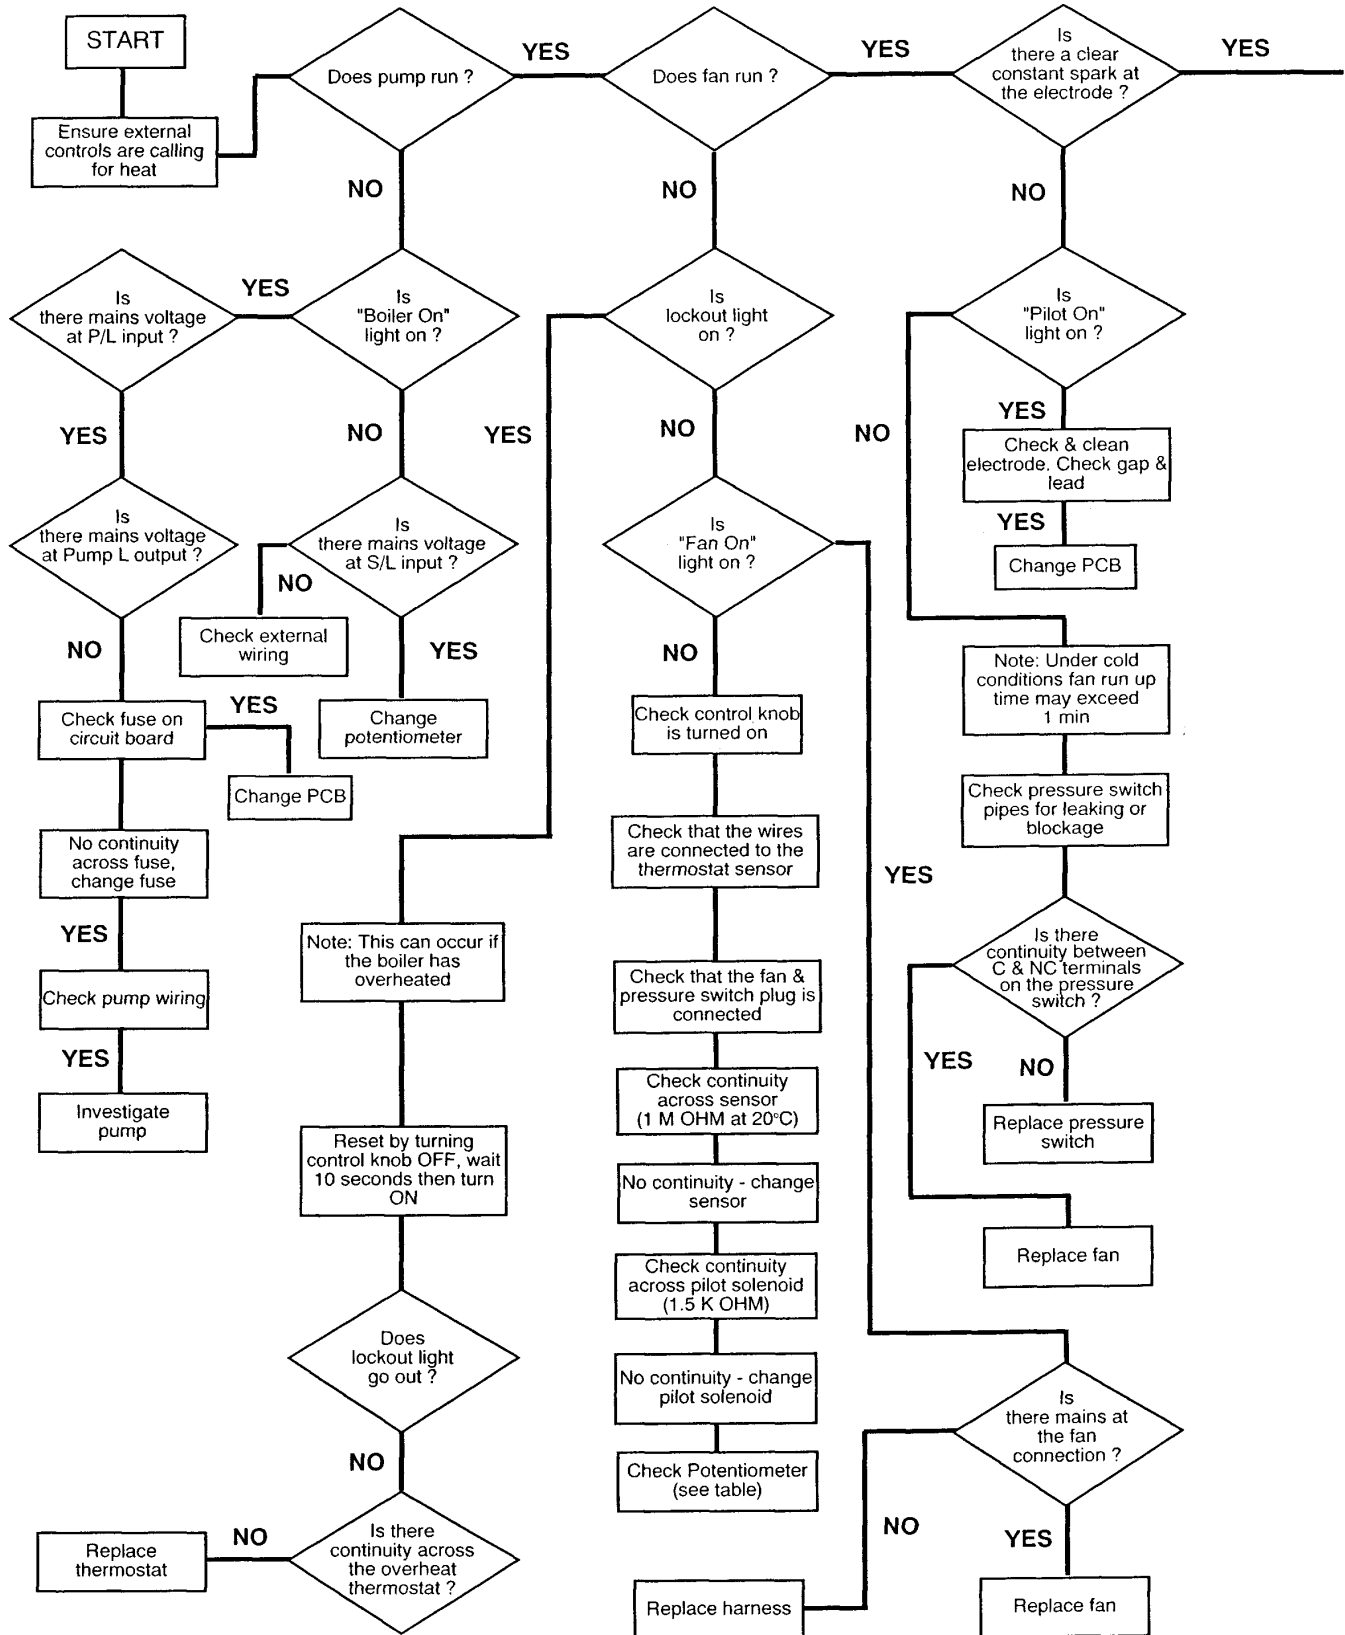 START
Ensure external
controls are calling
for heat
Does pump run ?
YES
Does fan run ?
YES
Is
there a clear
constant spark at
the electrode ?
YES
NO
NO
NO
Is
there mains voltage
at P/L input ?
YES
Is
"Boiler On"
light on ?
Is
lockout light
on ?
Is
"Pilot On"
light on ?
YES
NO
YES
NO
NO
YES
Check & clean
electrode. Check gap &
lead
YES
Change PCB
Is
there mains voltage
at Pump L output ?
Is
there mains voltage
at S/L input ?
NO
Check external
wiring
YES
Change
potentiometer
Is
"Fan On"
light on ?
NO
NO
Check fuse on
circuit board
YES
Change PCB
No continuity
across fuse,
change fuse
YES
Check pump wiring
YES
Investigate
pump
Note: This can occur if
the boiler has
overheated
Reset by turning
control knob OFF, wait
10 seconds then turn
ON
Does
lockout light
go out ?
NO
Is there
continuity across
the overheat
thermostat ?
NO
Replace
thermostat
Check control knob
is turned on
Check that the wires
are connected to the
thermostat sensor
Check that the fan &
pressure switch plug is
connected
Check continuity
across sensor
(1 M OHM at 20°C)
No continuity - change
sensor
Check continuity
across pilot solenoid
(1.5 K OHM)
No continuity - change
pilot solenoid
Check Potentiometer
(see table)
YES
Note: Under cold
conditions fan run up
time may exceed
1 min
Check pressure switch
pipes for leaking or
blockage
Is there
continuity between
C & NC terminals
on the pressure
switch ?
YES
NO
Replace pressure
switch
Replace fan
Is
there mains at
the fan
connection ?
NO
YES
Replace harness
Replace fan